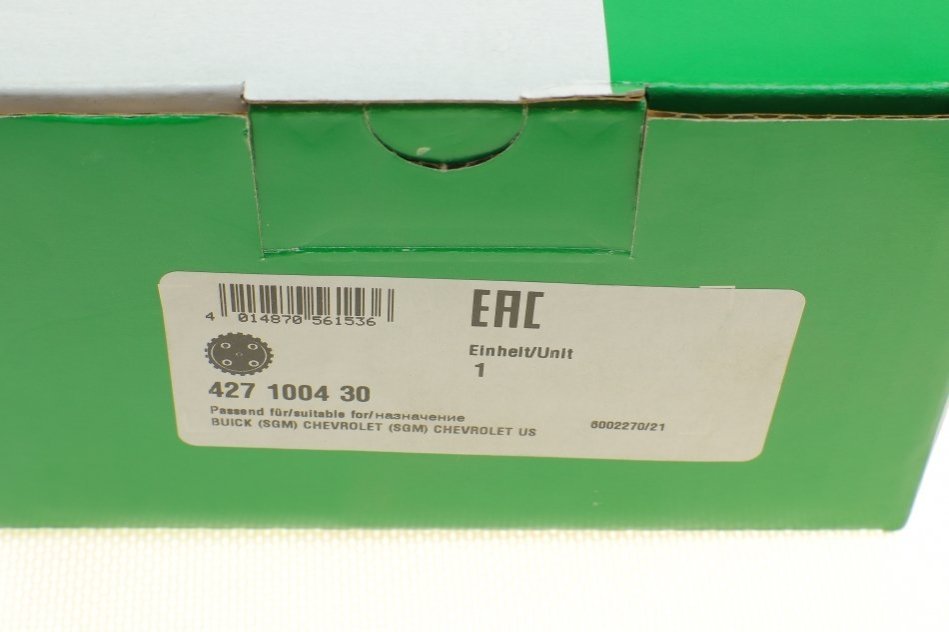 4 014870 561536
EAC
Einheit/Unit
1
427 1004 30
Passend für/suitable for/назначение
BUICK (SGM) CHEVROLET (SGM) CHEVROLET US
6002270/21